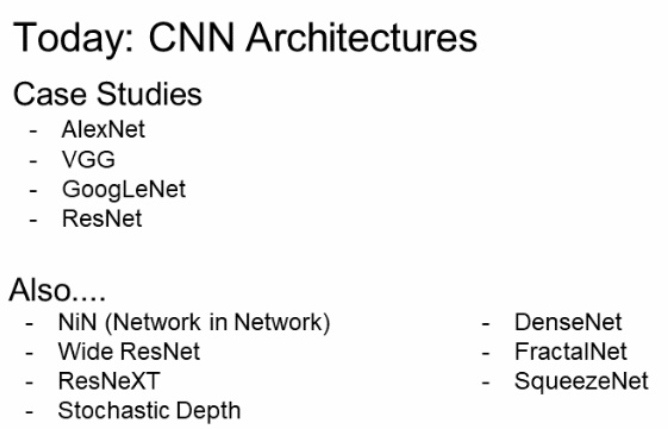 Today: CNN Architectures
Case Studies
- AlexNet
- VGG
- GoogLeNet
- ResNet
Also....
- NiN (Network in Network)
- Wide ResNet
- ResNeXT
- Stochastic Depth
- DenseNet
- FractalNet
- SqueezeNet